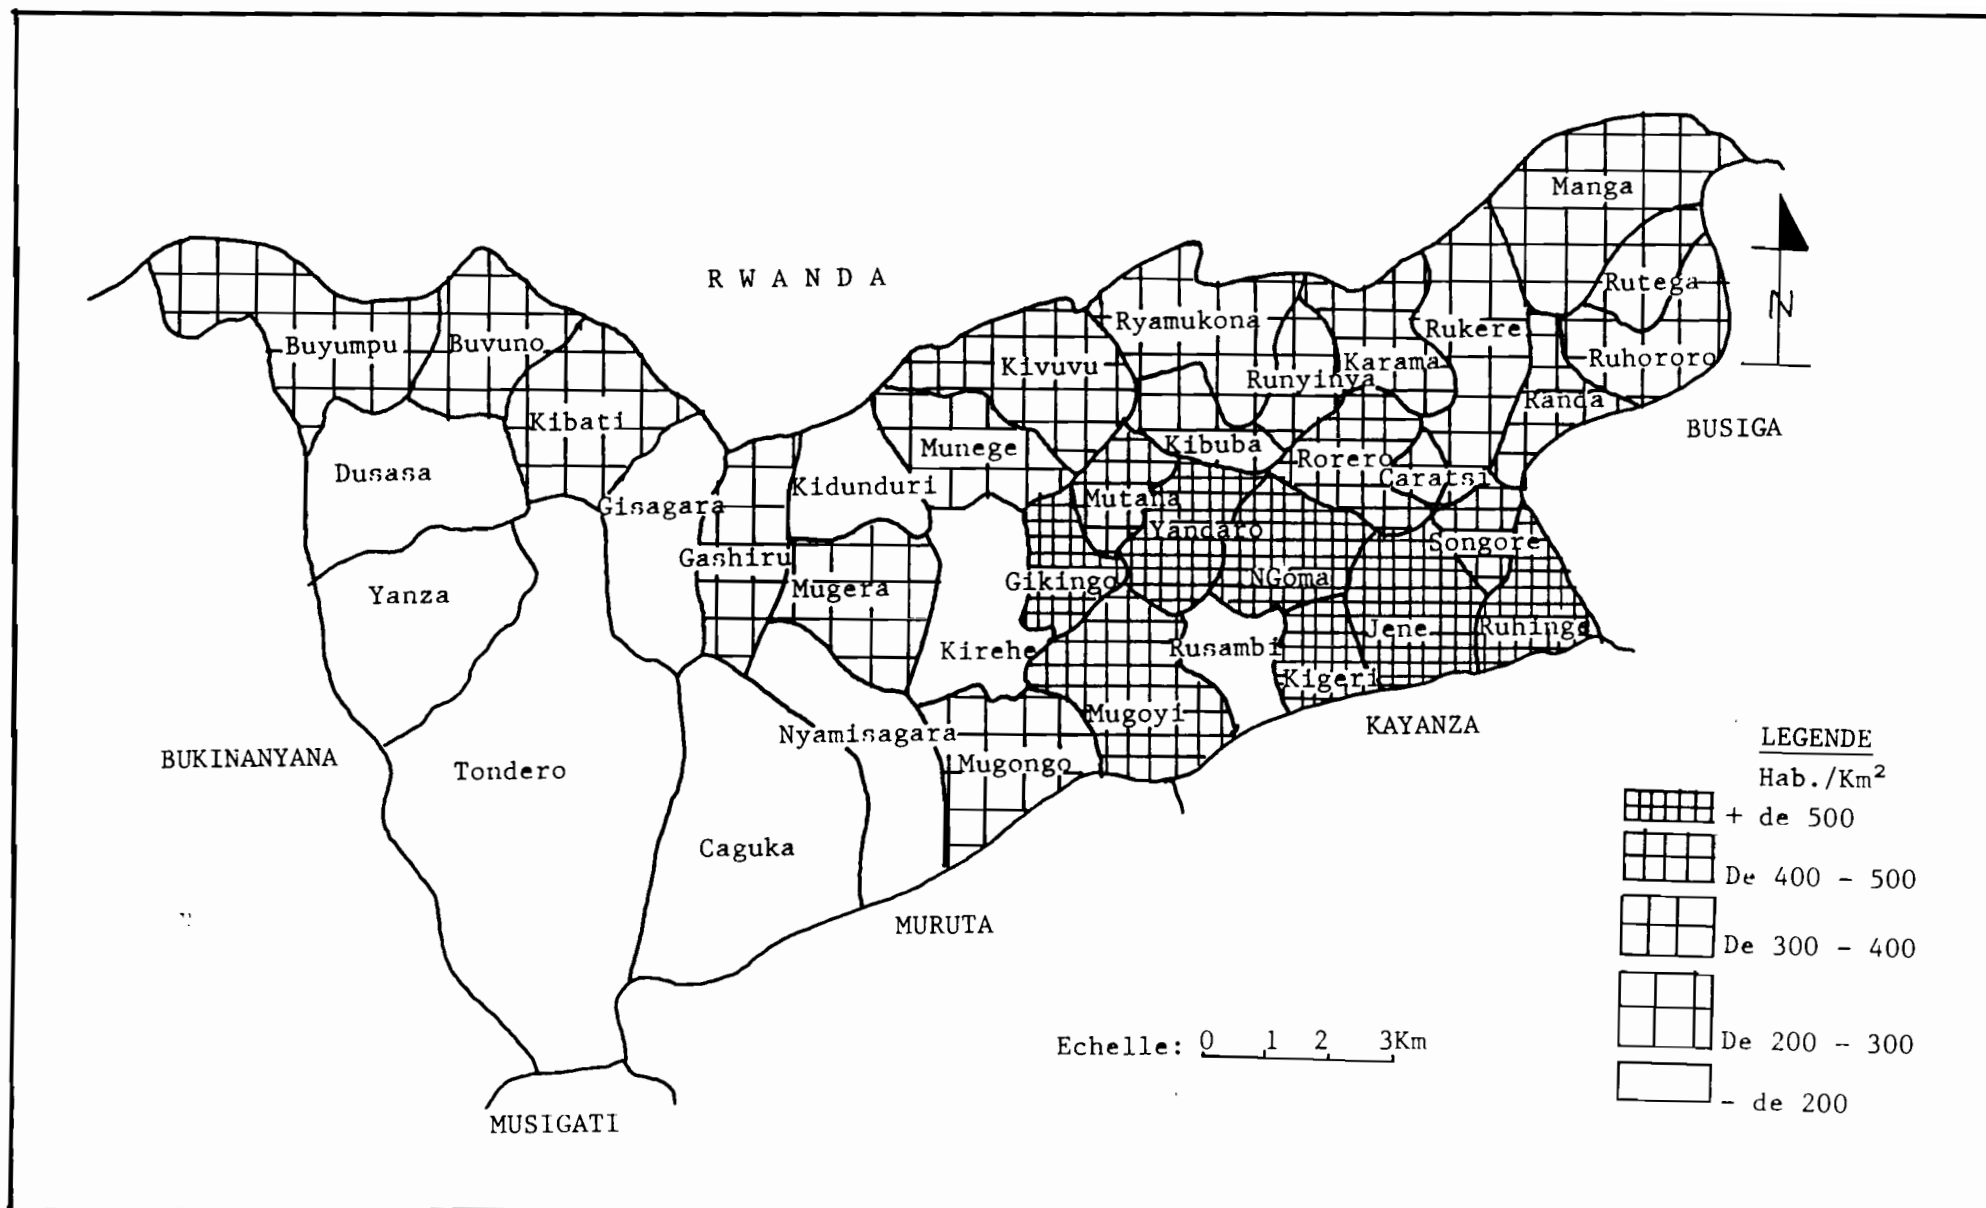 Manga
RWANDA
Rutega
N
Ryamukona
Rukere
Buyumpu
Buvuno
Kivuvu
Karama
Ruhororo
Runyinya
Randa
Kibati
BUSIGA
Munege
Kibuba
Rorero
Dusasa
Caratsi
Kidunduri
Gisagara
Mutana
Yandaro
Songore
Gashiru
Gikingo
NGoma
Mugera
Yanza
Jene
Ruhinge
Kirehe
Rusambi
Kigeri
Mugoyi
KAYANZA
Nyamisagara
BUKINANYANA
Tondero
Mugongo
Caguka
MURUTA
LEGENDE
Hab./Km²
+ de 500
De 400 - 500
De 300 - 400
De 200 - 300
- de 200
Echelle: 0 1 2 3Km
MUSIGATI